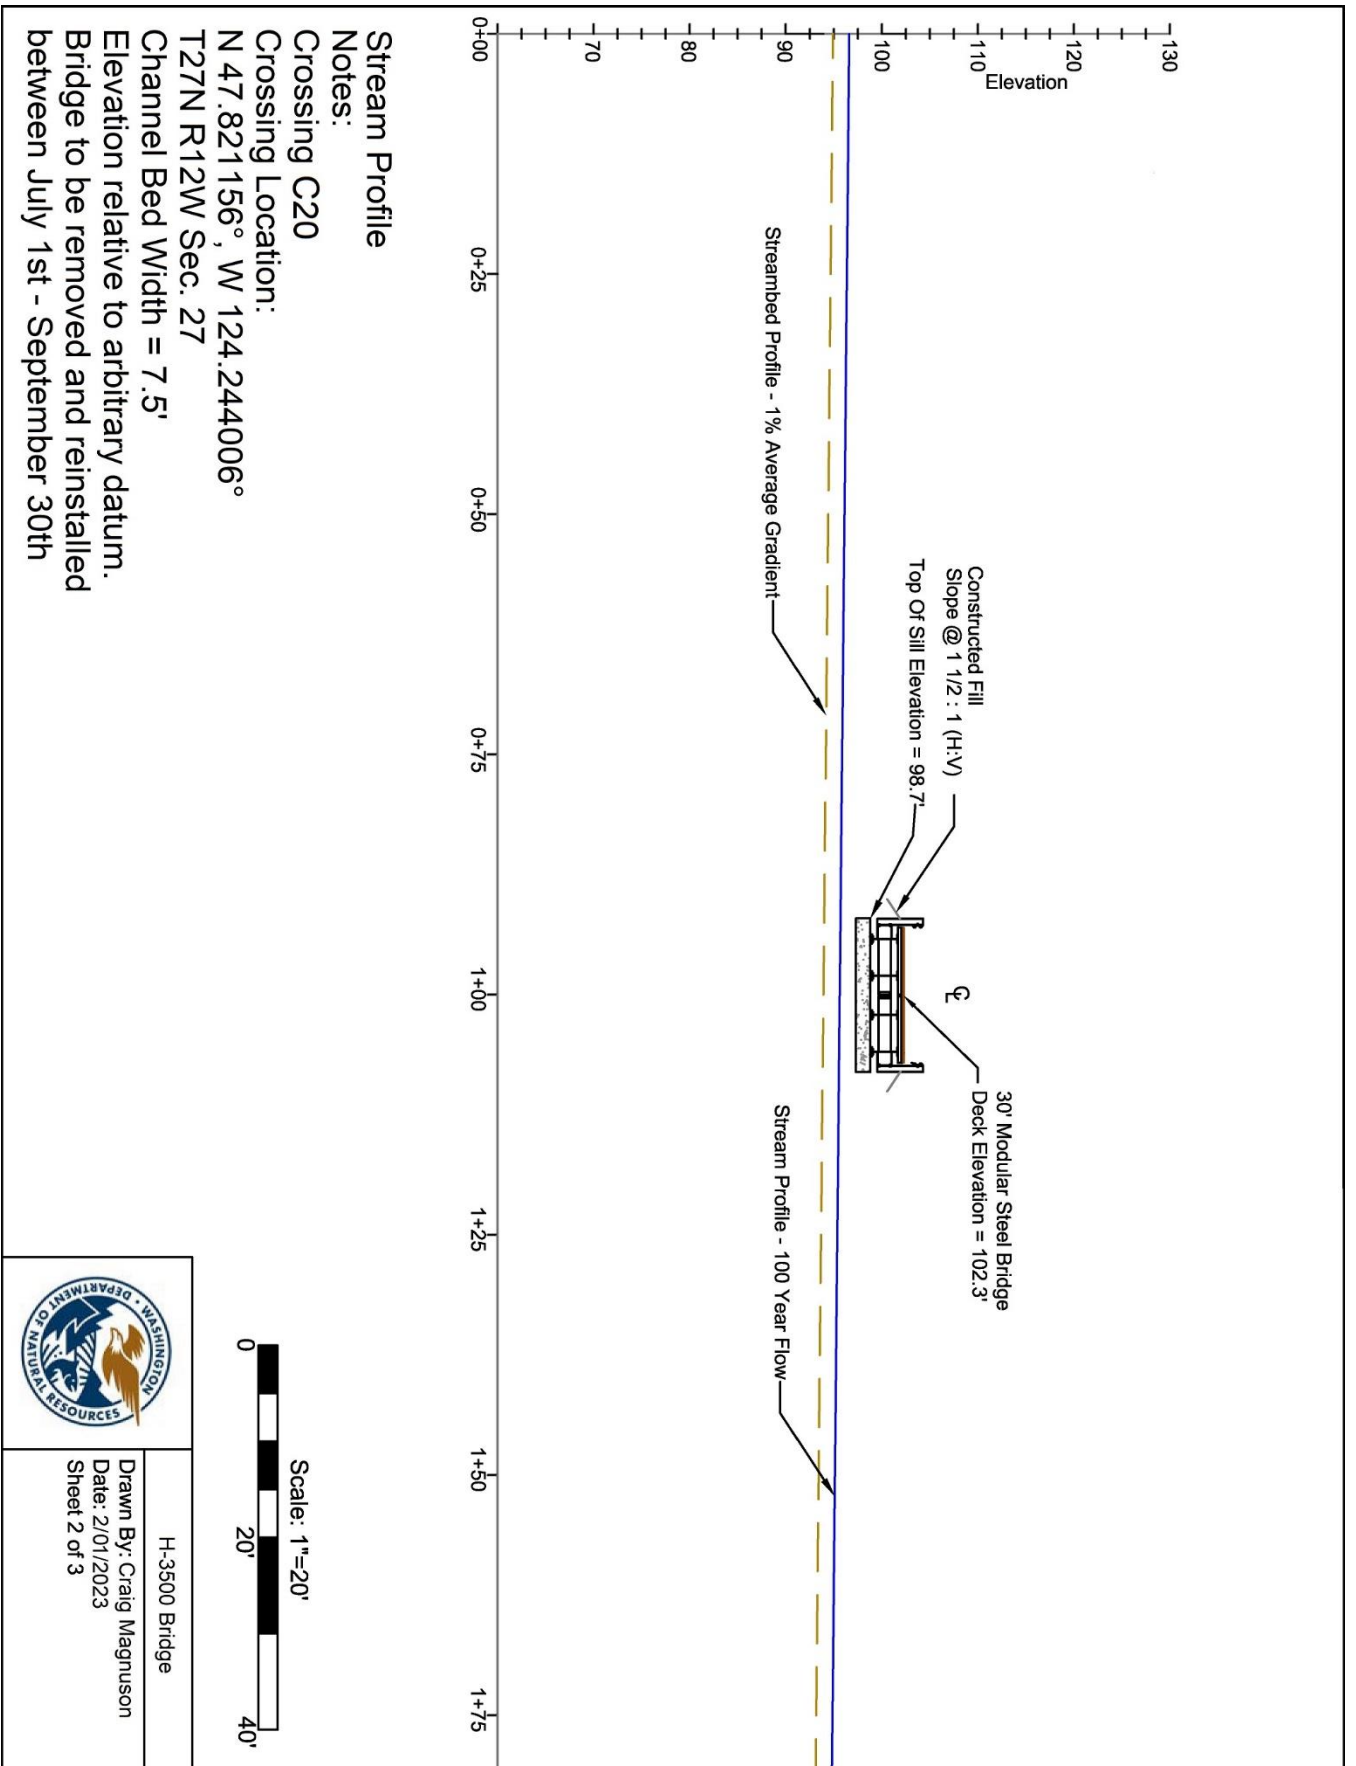 130
120
110
100
90
80
70
Elevation
0+00
0+25
0+50
0+75
1+00
1+25
1+50
1+75
30' Modular Steel Bridge
Deck Elevation = 102.3'
Constructed Fill
Slope @ 1 1/2 : 1 (H:V)
Top Of Sill Elevation = 98.7'
℄
Streambed Profile - 1% Average Gradient
Stream Profile - 100 Year Flow
Stream Profile
Notes:
Crossing C20
Crossing Location:
N 47.821156°, W 124.244006°
T27N R12W Sec. 27
Channel Bed Width = 7.5'
Elevation relative to arbitrary datum.
Bridge to be removed and reinstalled
between July 1st - September 30th
Scale: 1"=20'
0 20' 40'
WASHINGTON • DEPARTMENT OF NATURAL RESOURCES
H-3500 Bridge
Drawn By: Craig Magnuson
Date: 2/01/2023
Sheet 2 of 3